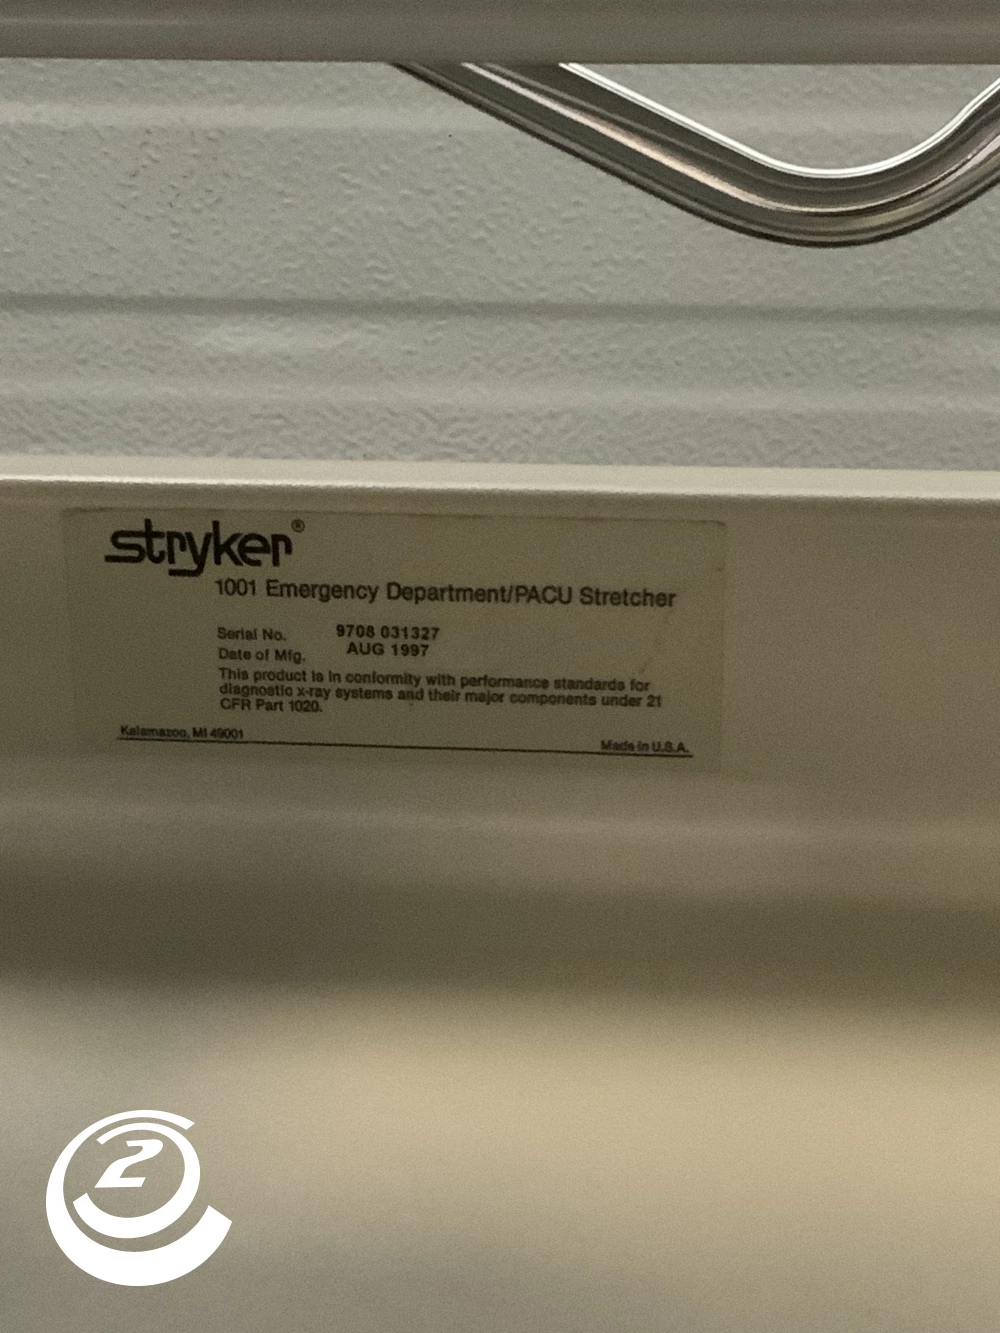 stryker®
1001 Emergency Department/PACU Stretcher
Serial No. 9708 031327
Date of Mfg. AUG 1997
This product is in conformity with performance standards for
diagnostic x-ray systems and their major components under 21
CFR Part 1020.
Kalamazoo, MI 49001 Made in U.S.A.
2